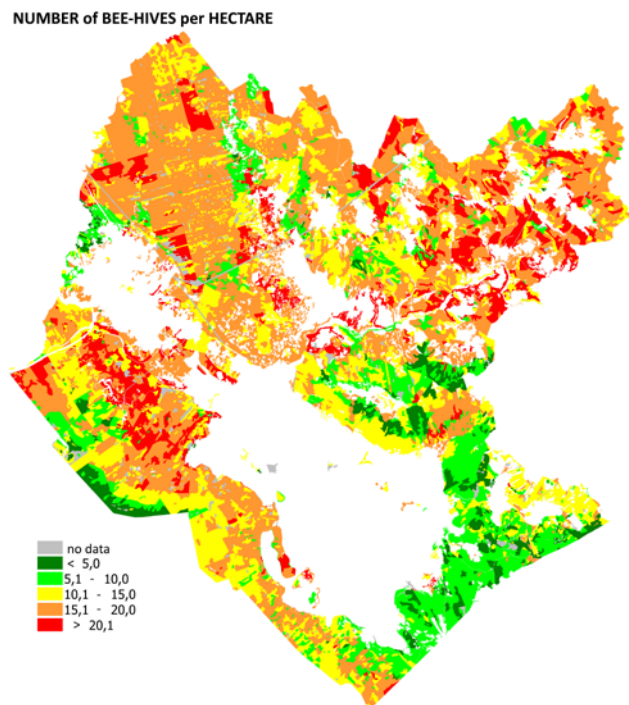 NUMBER of BEE-HIVES per HECTARE
no data
< 5,0
5,1 - 10,0
10,1 - 15,0
15,1 - 20,0
> 20,1